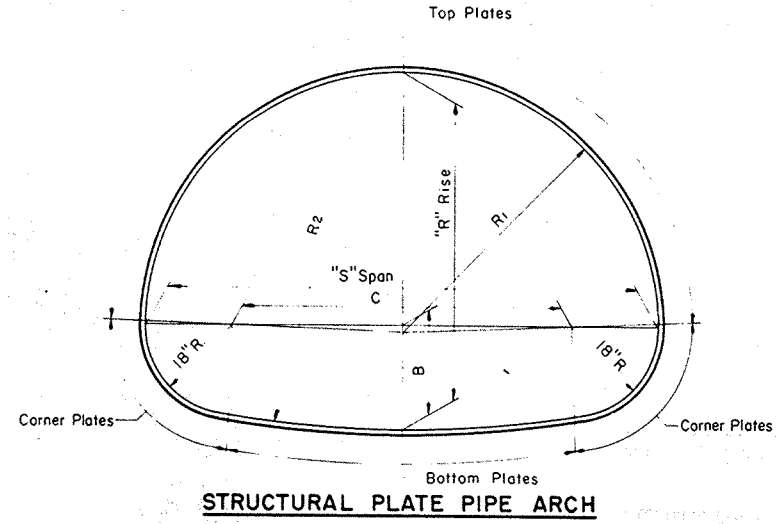 Top Plates
"R" Rise
R1
R2
"S" Span
C
18" R.
B
18" R
Corner Plates
Corner Plates
Bottom Plates
STRUCTURAL PLATE PIPE ARCH